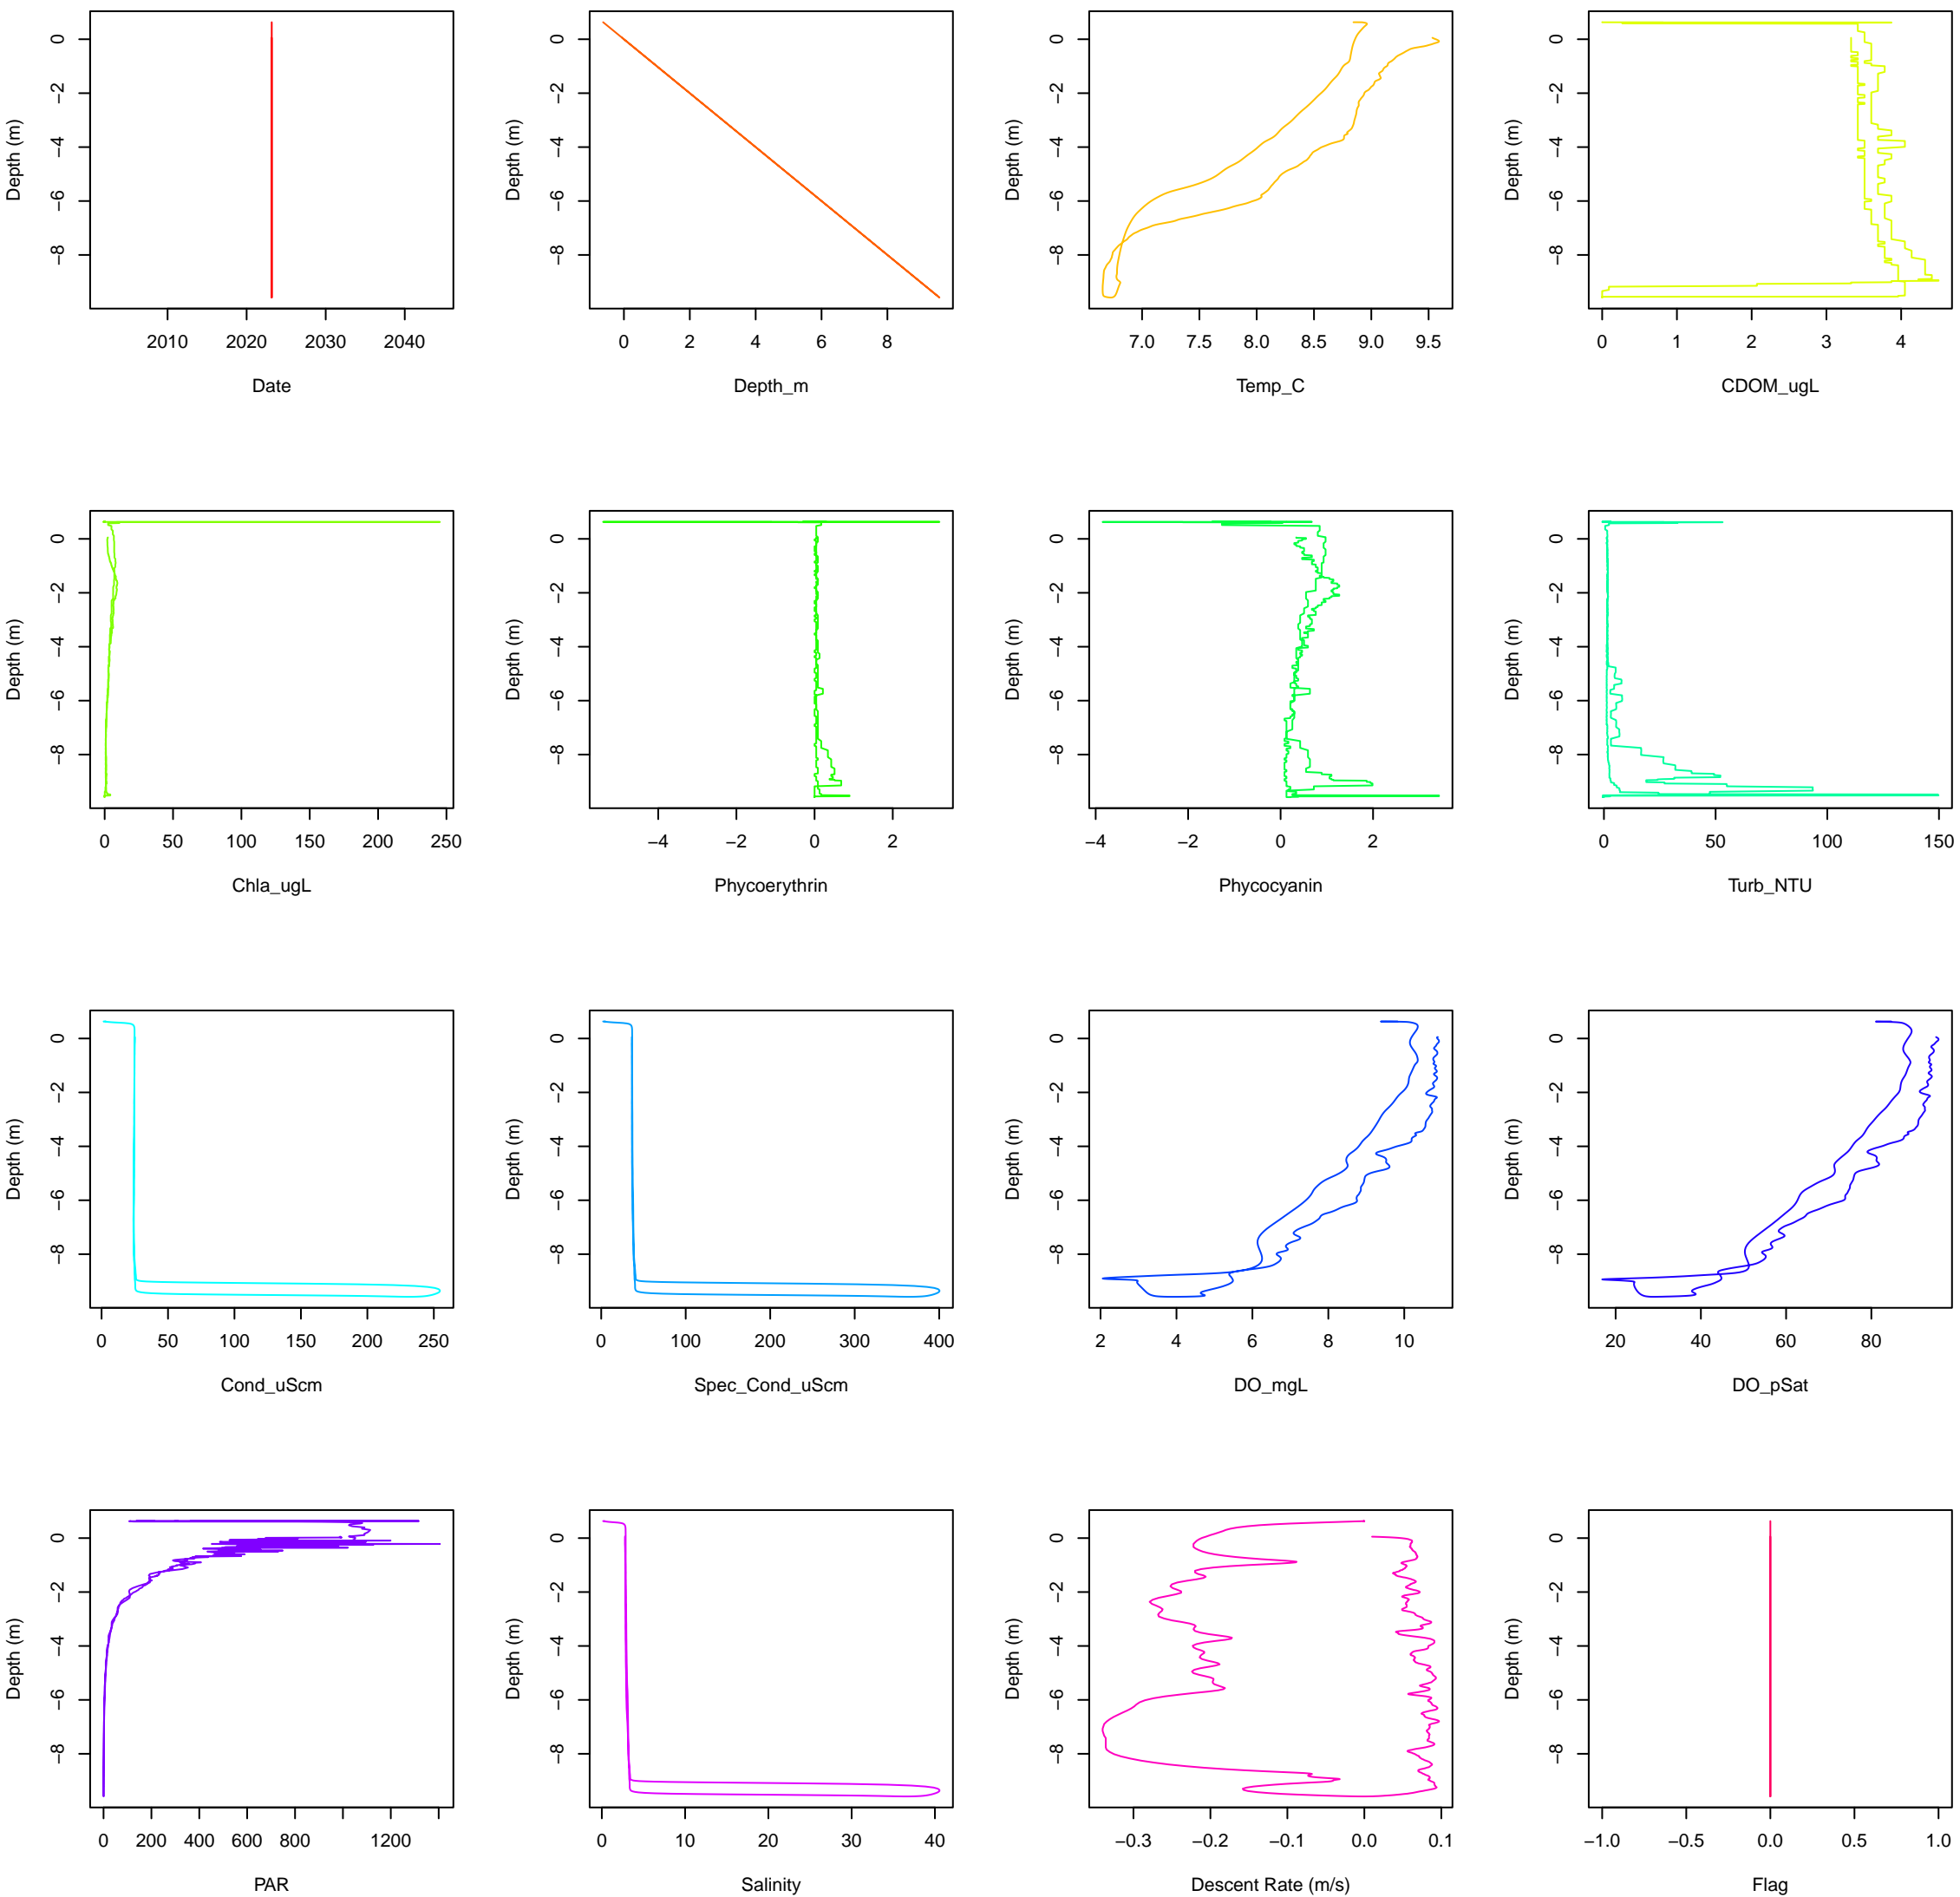 0
−2
−4
−6
−8
Depth (m)
2010 2020 2030 2040
Date
0
−2
−4
−6
−8
Depth (m)
0 2 4 6 8
Depth_m
0
−2
−4
−6
−8
Depth (m)
7.0 7.5 8.0 8.5 9.0 9.5
Temp_C
0
−2
−4
−6
−8
Depth (m)
0 1 2 3 4
CDOM_ugL
0
−2
−4
−6
−8
Depth (m)
0 50 100 150 200 250
Chla_ugL
0
−2
−4
−6
−8
Depth (m)
−4 −2 0 2
Phycoerythrin
0
−2
−4
−6
−8
Depth (m)
−4 −2 0 2
Phycocyanin
0
−2
−4
−6
−8
Depth (m)
0 50 100 150
Turb_NTU
0
−2
−4
−6
−8
Depth (m)
0 50 100 150 200 250
Cond_uScm
0
−2
−4
−6
−8
Depth (m)
0 100 200 300 400
Spec_Cond_uScm
0
−2
−4
−6
−8
Depth (m)
2 4 6 8 10
DO_mgL
0
−2
−4
−6
−8
Depth (m)
20 40 60 80
DO_pSat
0
−2
−4
−6
−8
Depth (m)
0 200 400 600 800 1200
PAR
0
−2
−4
−6
−8
Depth (m)
0 10 20 30 40
Salinity
0
−2
−4
−6
−8
Depth (m)
−0.3 −0.2 −0.1 0.0 0.1
Descent Rate (m/s)
0
−2
−4
−6
−8
Depth (m)
−1.0 −0.5 0.0 0.5 1.0
Flag